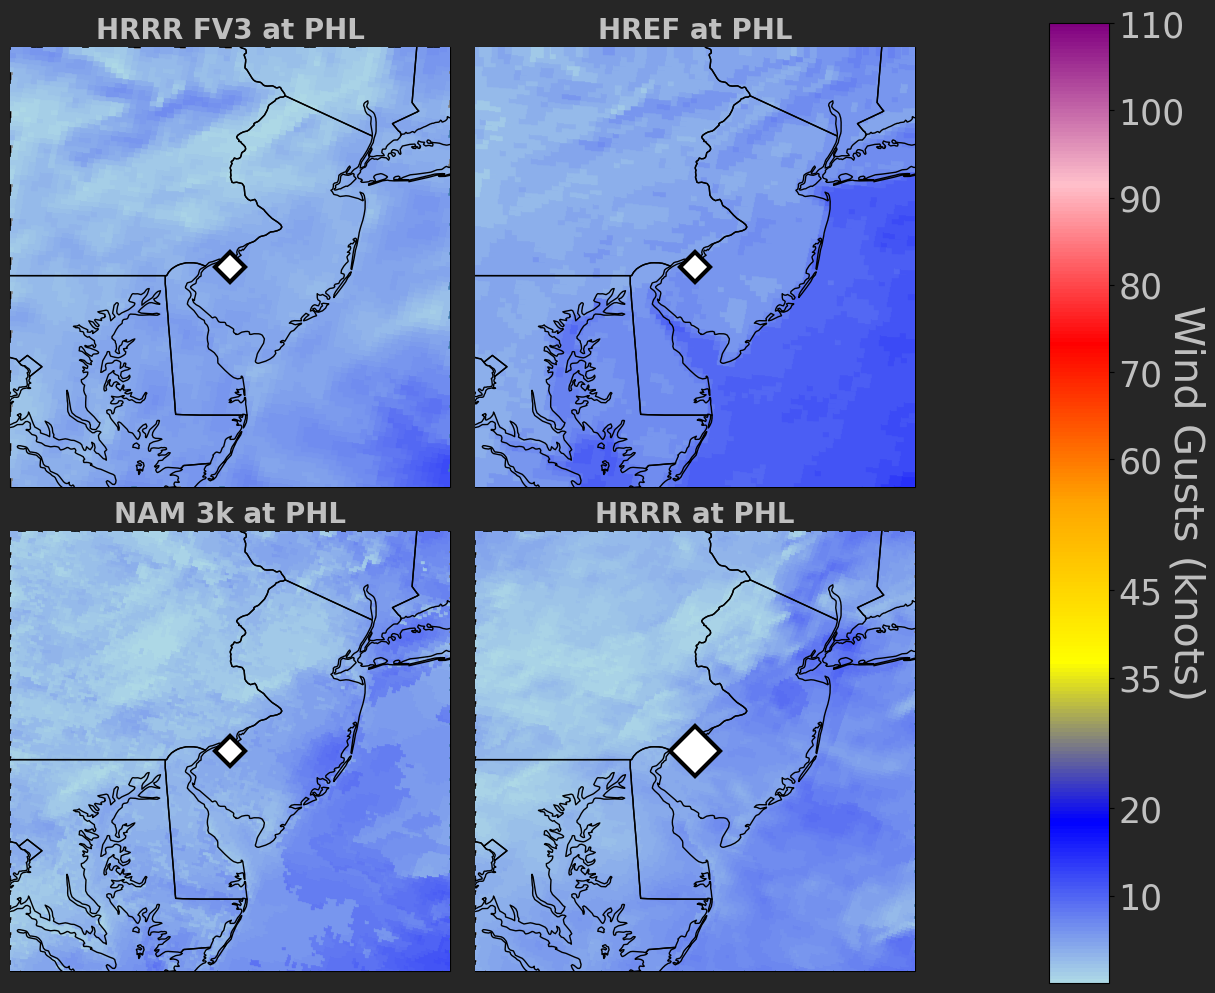 HRRR FV3 at PHL
HREF at PHL
NAM 3k at PHL
HRRR at PHL
110
100
90
80
70
60
45
35
20
10
Wind Gusts (knots)